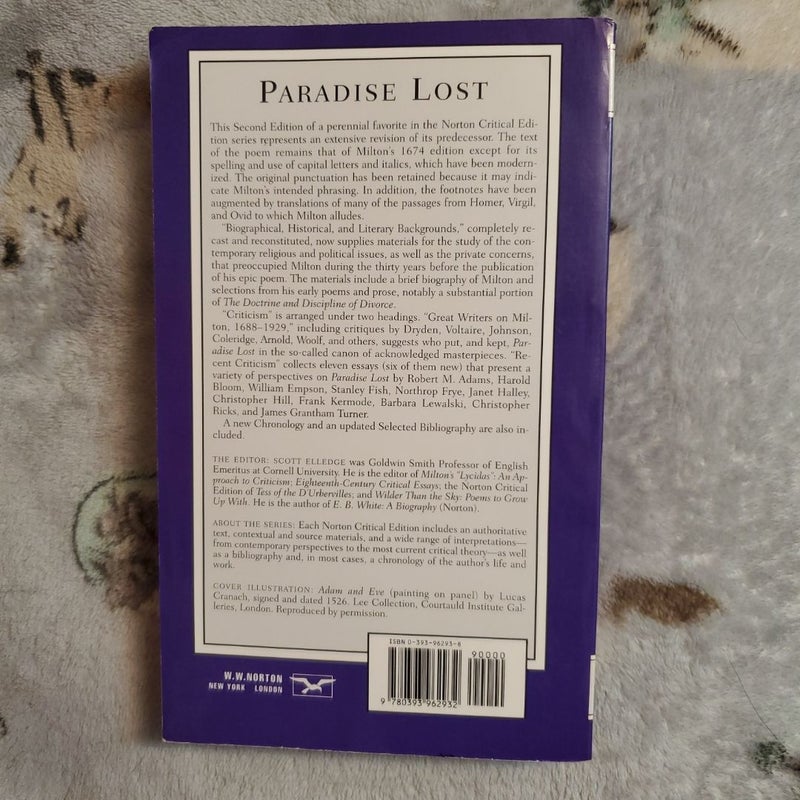 PARADISE LOST
This Second Edition of a perennial favorite in the Norton Critical Edi-
tion series represents an extensive revision of its predecessor. The text
of the poem remains that of Milton's 1674 edition except for its
spelling and use of capital letters and italics, which have been modern-
ized. The original punctuation has been retained because it may indi-
cate Milton's intended phrasing. In addition, the footnotes have been
augmented by translations of many of the passages from Homer, Virgil,
and Ovid to which Milton alludes.
"Biographical, Historical, and Literary Backgrounds," completely re-
cast and reconstituted, now supplies materials for the study of the con-
temporary religious and political issues, as well as the private concerns,
that preoccupied Milton during the thirty years before the publication
of his epic poem. The materials include a brief biography of Milton and
selections from his early poems and prose, notably a substantial portion
of The Doctrine and Discipline of Divorce.
"Criticism" is arranged under two headings. "Great Writers on Mil-
ton, 1688–1929," including critiques by Dryden, Voltaire, Johnson,
Coleridge, Arnold, Woolf, and others, suggests who put, and kept, Par-
adise Lost in the so-called canon of acknowledged masterpieces. "Re-
cent Criticism" collects eleven essays (six of them new) that present a
variety of perspectives on Paradise Lost by Robert M. Adams, Harold
Bloom, William Empson, Stanley Fish, Northrop Frye, Janet Halley,
Christopher Hill, Frank Kermode, Barbara Lewalski, Christopher
Ricks, and James Grantham Turner.
A new Chronology and an updated Selected Bibliography are also in-
cluded.
THE EDITOR: SCOTT ELLEDGE was Goldwin Smith Professor of English
Emeritus at Cornell University. He is the editor of Milton's "Lycidas": An Ap-
proach to Criticism; Eighteenth-Century Critical Essays; the Norton Critical
Edition of Tess of the D'Urbervilles; and Wilder Than the Sky: Poems to Grow
Up With. He is the author of E. B. White: A Biography (Norton).
ABOUT THE SERIES: Each Norton Critical Edition includes an authoritative
text, contextual and source materials, and a wide range of interpretations—
from contemporary perspectives to the most current critical theory—as well
as a bibliography and, in most cases, a chronology of the author's life and
work.
COVER ILLUSTRATION: Adam and Eve (painting on panel) by Lucas
Cranach, signed and dated 1526. Lee Collection, Courtauld Institute Gal-
leries, London. Reproduced by permission.
ISBN 0-393-96293-8
90000
9 780393 962932
W.W.NORTON
NEW YORK LONDON